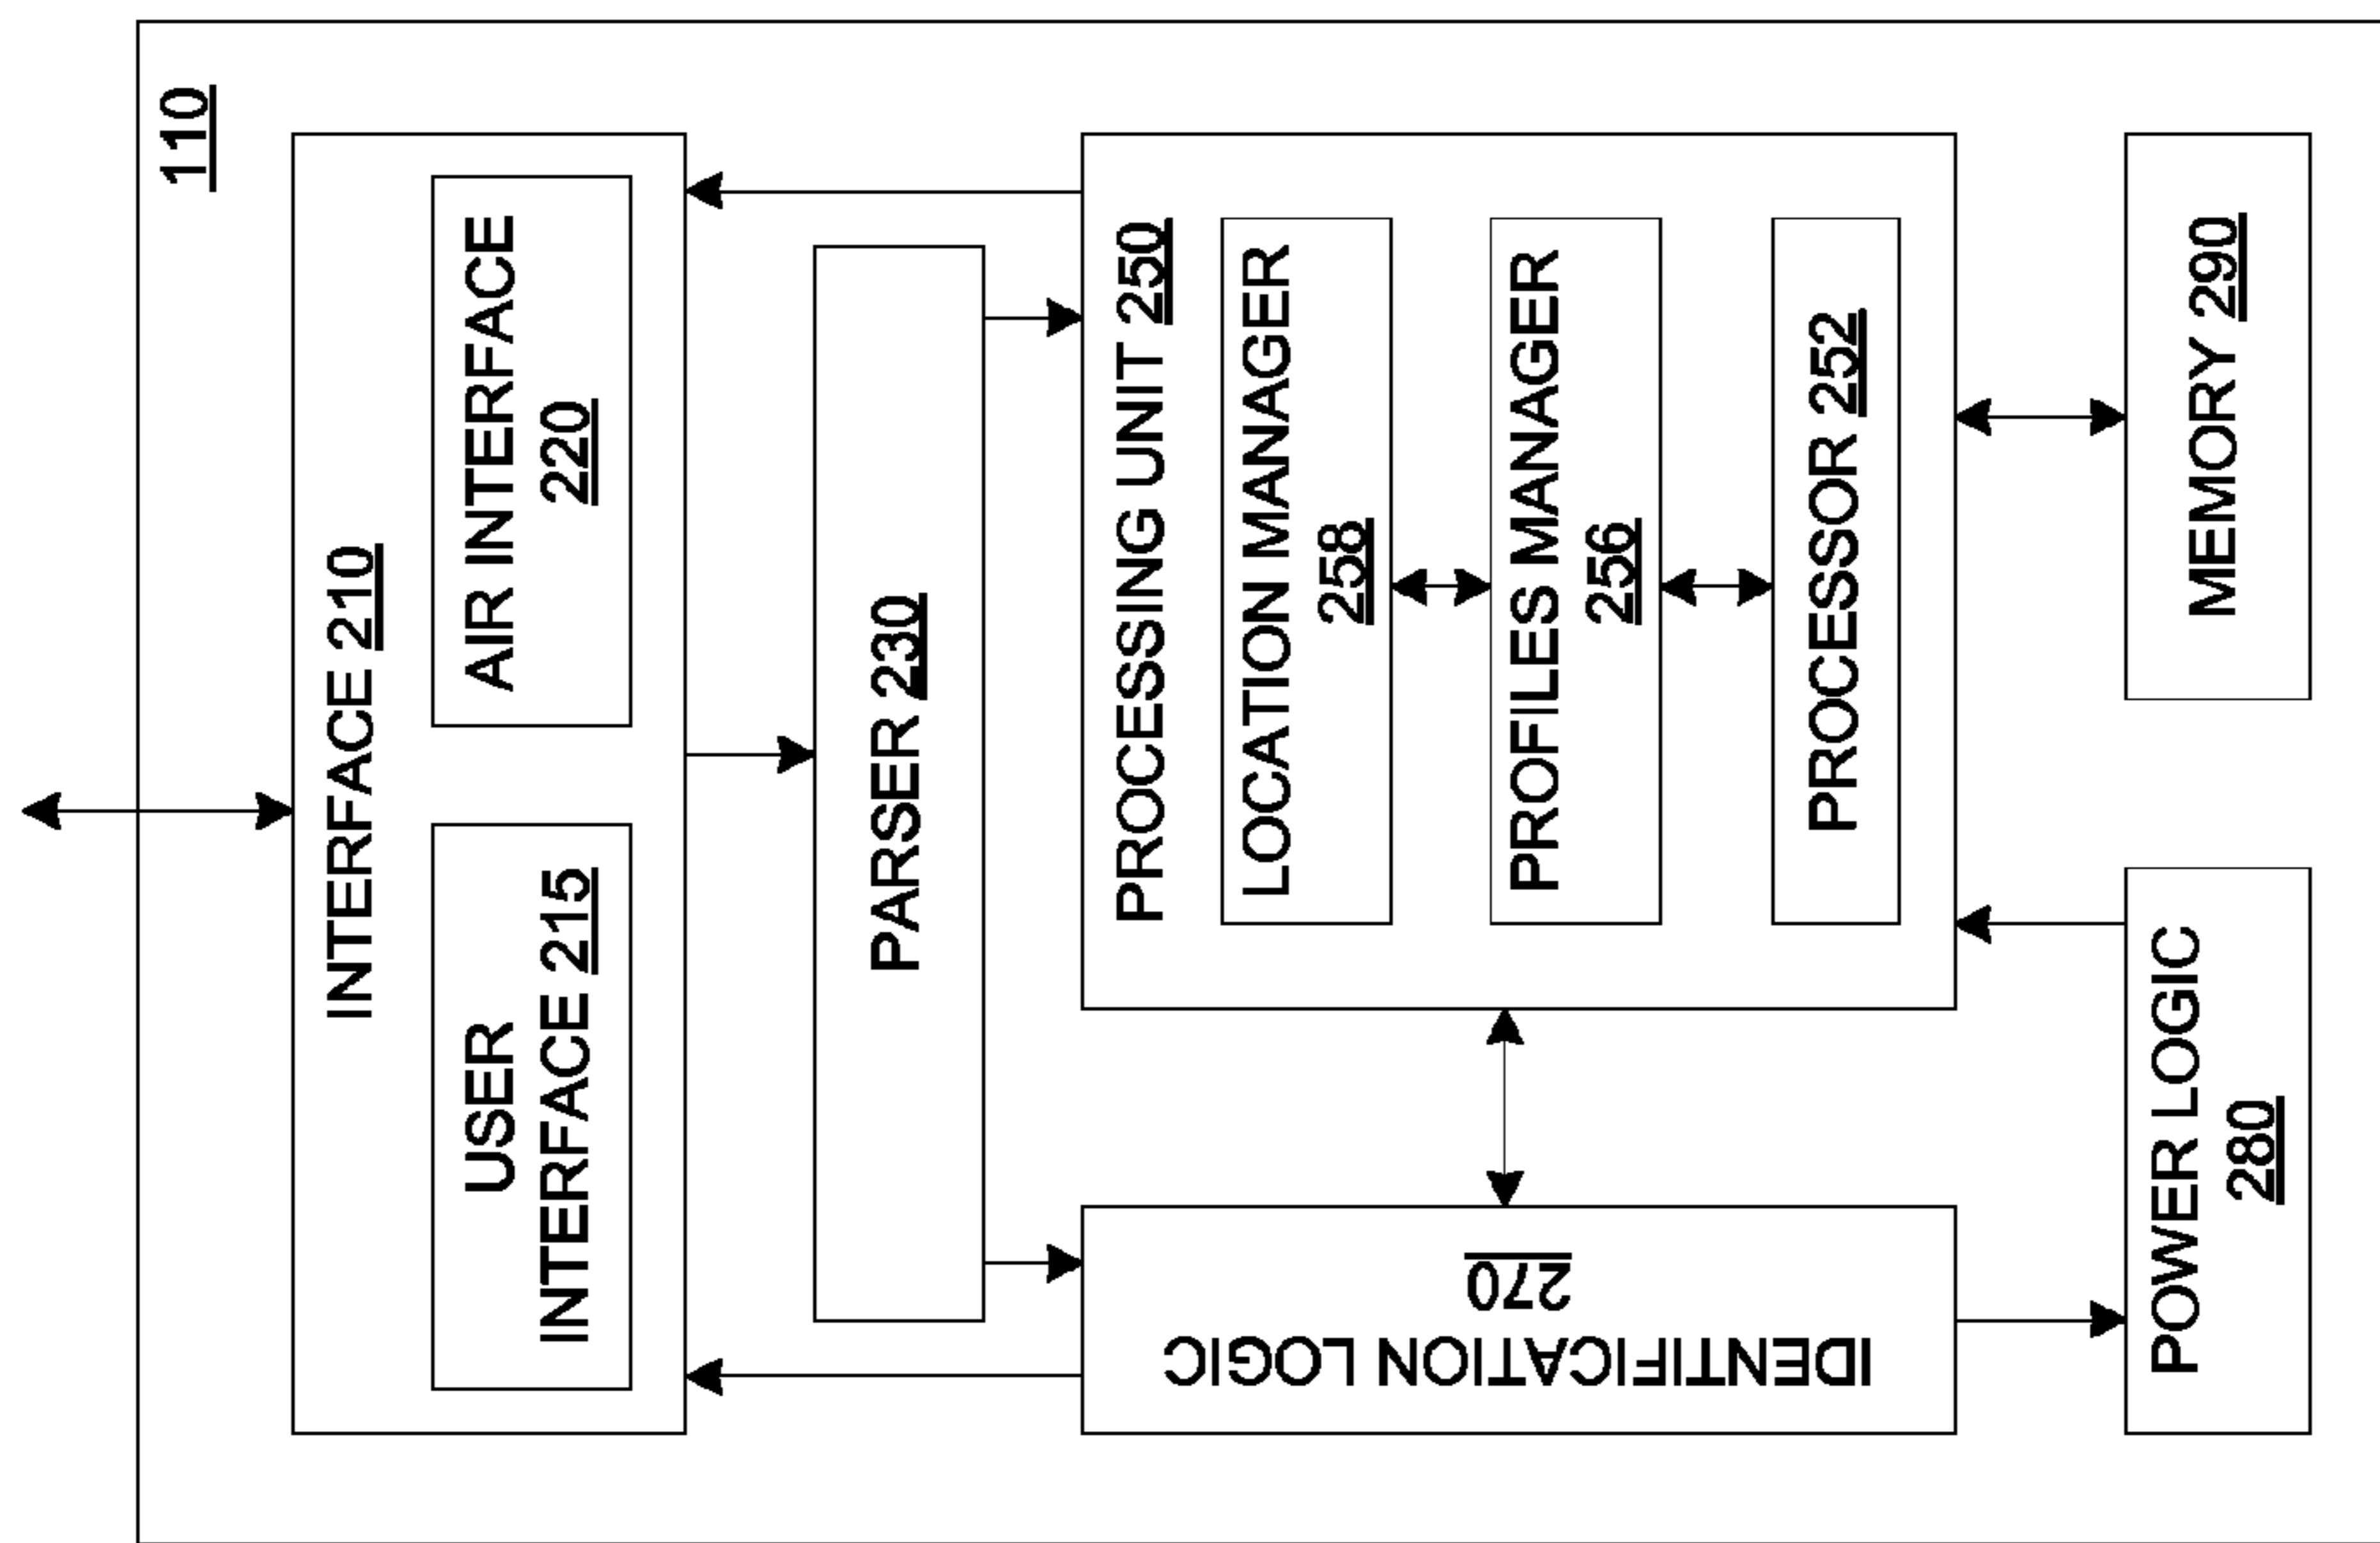 110
INTERFACE 210
USER
INTERFACE 215
AIR INTERFACE
220
PARSER 230
IDENTIFICATION LOGIC
270
PROCESSING UNIT 250
LOCATION MANAGER
258
PROFILES MANAGER
256
PROCESSOR 252
POWER LOGIC
280
MEMORY 290